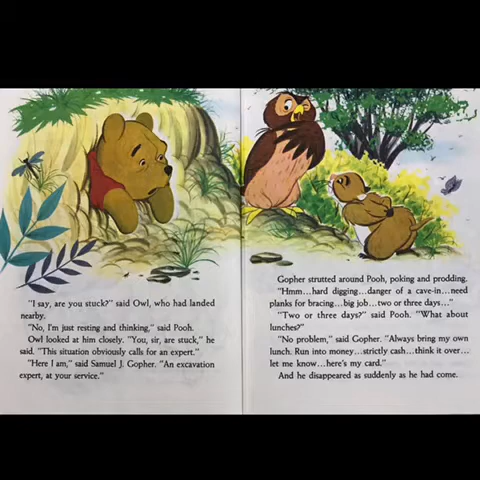 "I say, are you stuck?" said Owl, who had landed
nearby.
"No, I'm just resting and thinking," said Pooh.
Owl looked at him closely. "You, sir, are stuck," he
said. "This situation obviously calls for an expert."
"Here I am," said Samuel J. Gopher. "An excavation
expert, at your service."
Gopher strutted around Pooh, poking and prodding.
"Hmm...hard digging...danger of a cave-in...need
planks for bracing...big job...two or three days..."
"Two or three days?" said Pooh. "What about
lunches?"
"No problem," said Gopher. "Always bring my own
lunch. Run into money...strictly cash...think it over...
let me know...here's my card."
And he disappeared as suddenly as he had come.